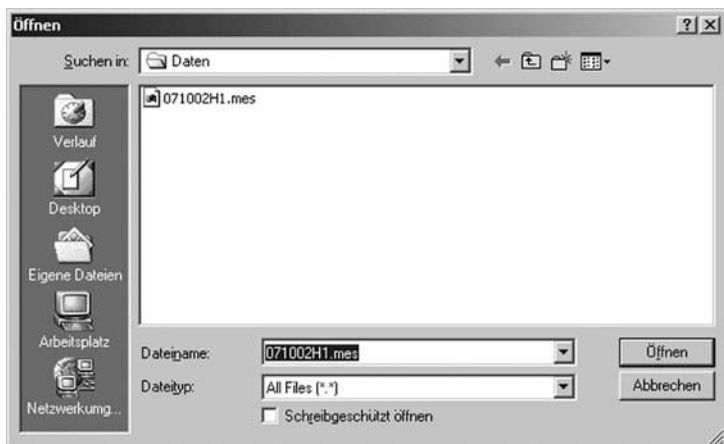 Öffnen
Suchen in: Daten
071002H1.mes
Verlauf
Desktop
Eigene Dateien
Arbeitsplatz
Netzwerkumg...
Dateiname: 071002H1.mes Öffnen
Dateityp: All Files (*.*) Abbrechen
Schreibgeschützt öffnen